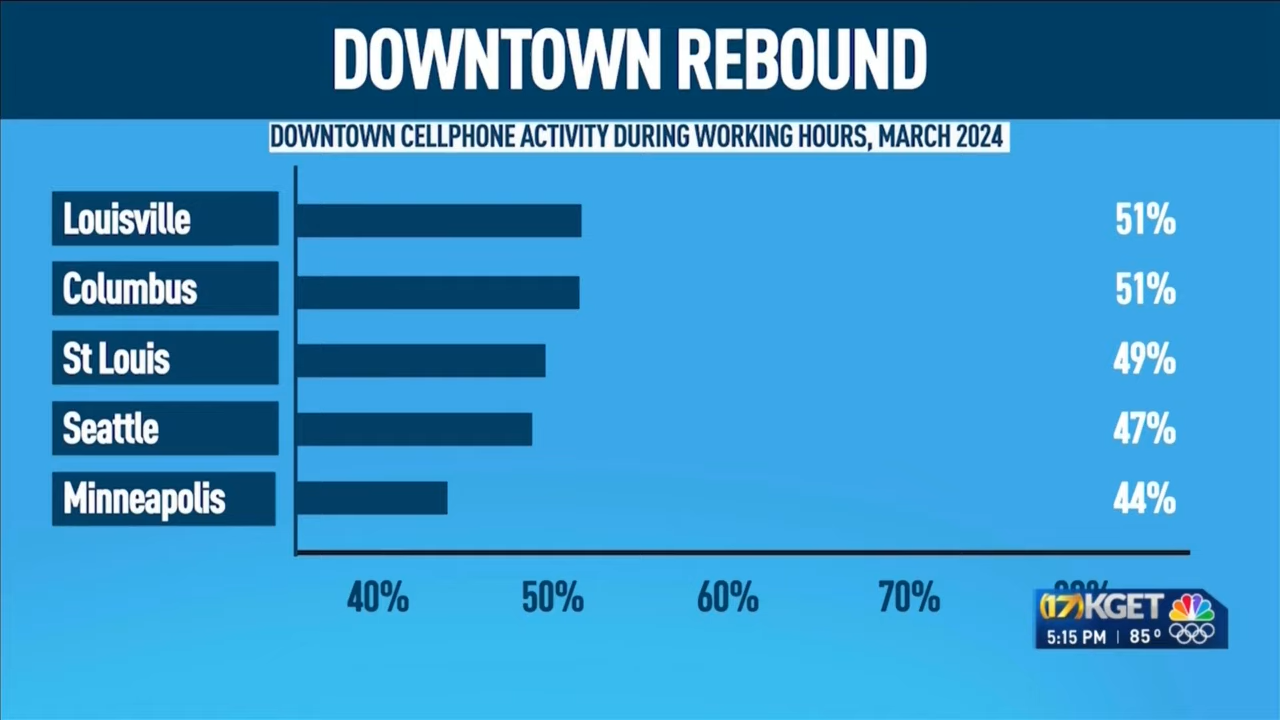 DOWNTOWN REBOUND
DOWNTOWN CELLPHONE ACTIVITY DURING WORKING HOURS, MARCH 2024
Louisville 51%
Columbus 51%
St Louis 49%
Seattle 47%
Minneapolis 44%
40% 50% 60% 70%
17 KGET
5:15 PM | 85°